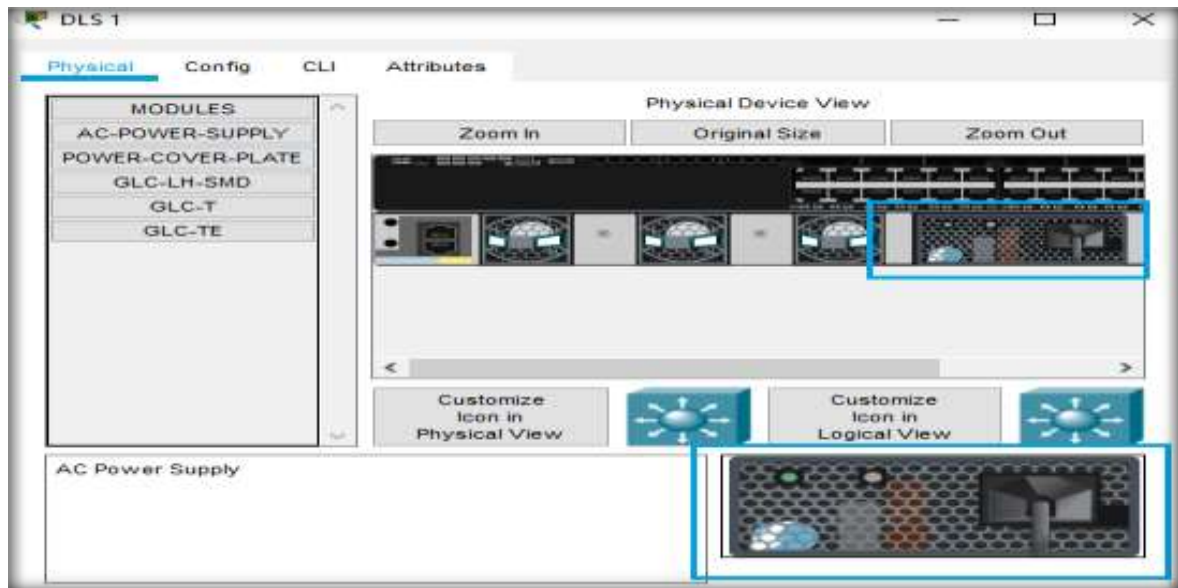 DLS 1
Physical Config CLI Attributes
MODULES
AC-POWER-SUPPLY
POWER-COVER-PLATE
GLC-LH-SMD
GLC-T
GLC-TE
Physical Device View
Zoom In Original Size Zoom Out
Customize
Icon in
Physical View
Customize
Icon in
Logical View
AC Power Supply